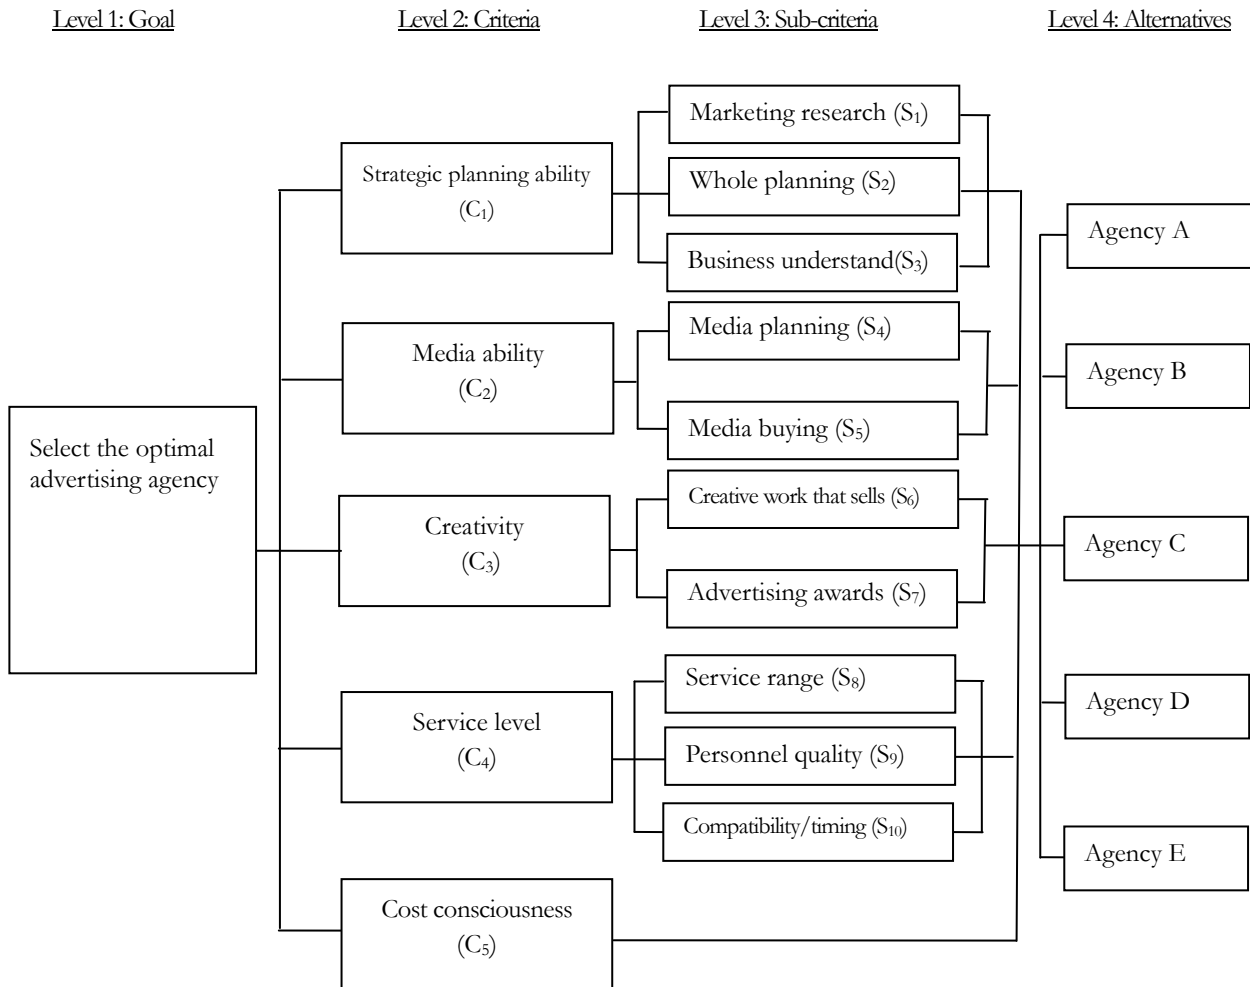 Level 1: Goal
Level 2: Criteria
Level 3: Sub-criteria
Level 4: Alternatives
Select the optimal
advertising agency
Strategic planning ability
(C₁)
Media ability
(C₂)
Creativity
(C₃)
Service level
(C₄)
Cost consciousness
(C₅)
Marketing research (S₁)
Whole planning (S₂)
Business understand(S₃)
Media planning (S₄)
Media buying (S₅)
Creative work that sells (S₆)
Advertising awards (S₇)
Service range (S₈)
Personnel quality (S₉)
Compatibility/timing (S₁₀)
Agency A
Agency B
Agency C
Agency D
Agency E